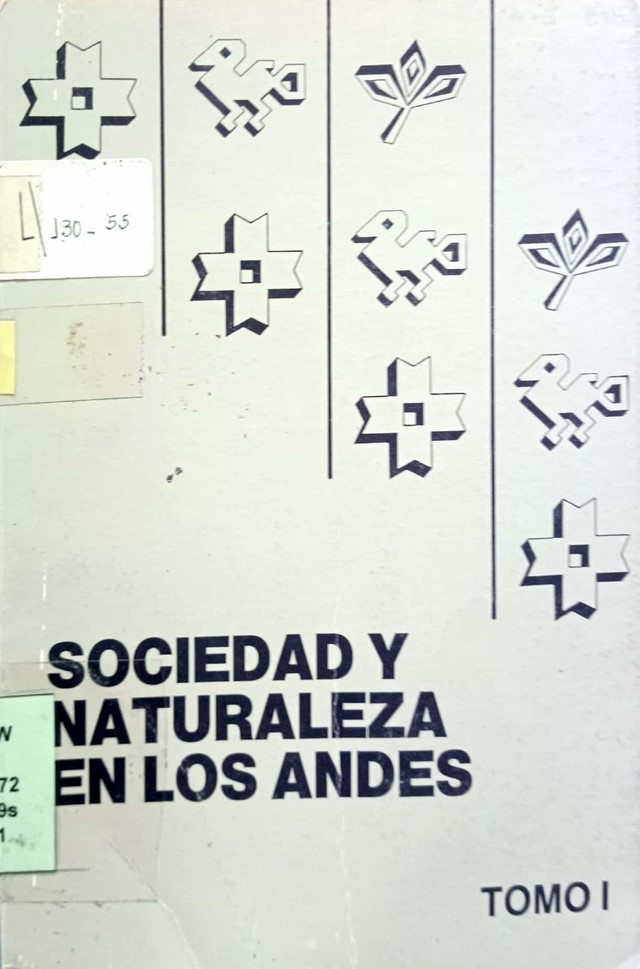 L 130 - 55
SOCIEDAD Y
NATURALEZA
EN LOS ANDES
W
72
9s
1
TOMO I